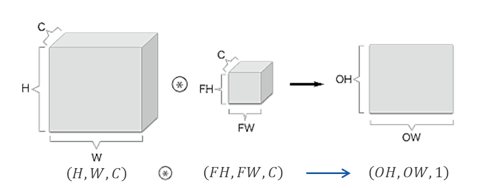 C
H
W
⊛
C
FH
FW
OH
OW
(H, W, C) ⊛ (FH, FW, C) → (OH, OW, 1)